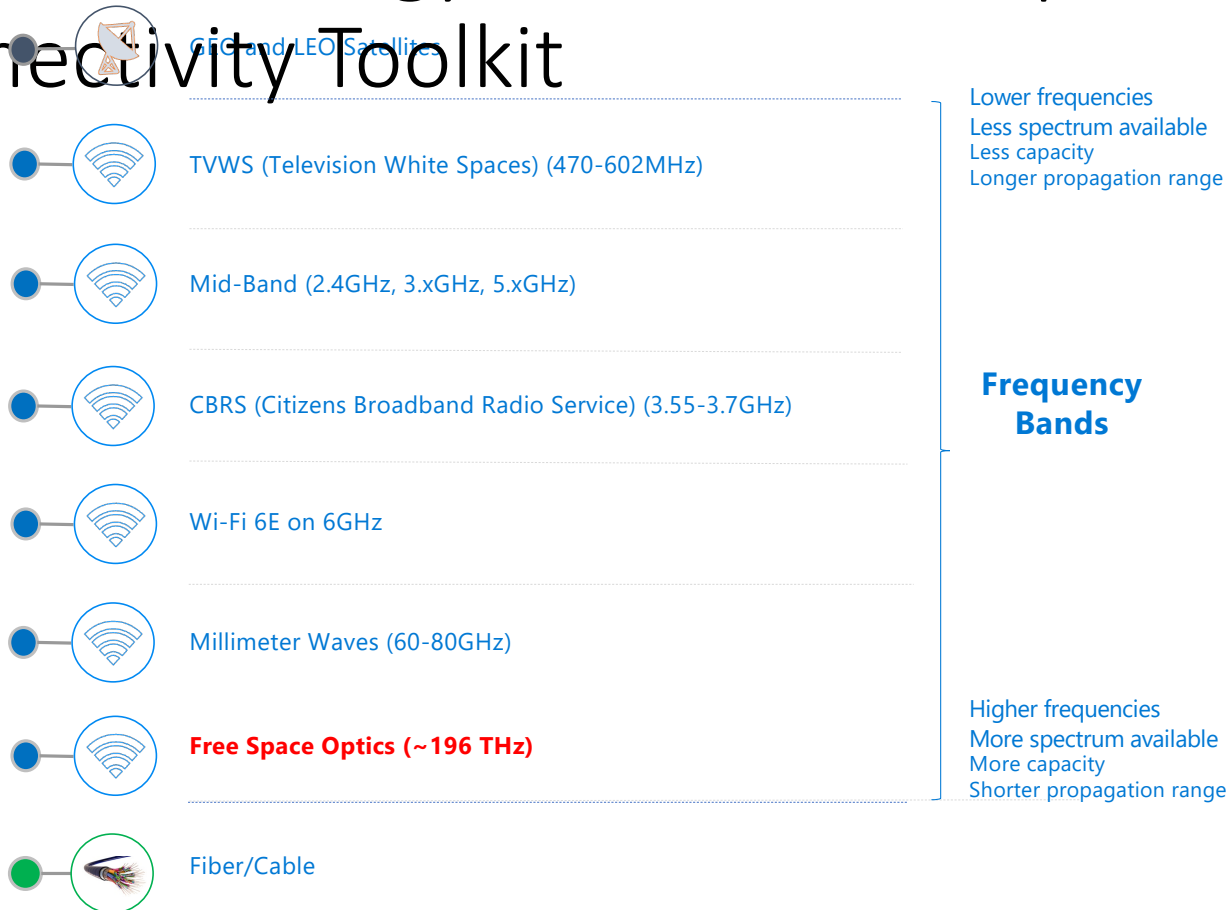 nectivity Toolkit
GEO and LEO Satellites
Lower frequencies
Less spectrum available
Less capacity
Longer propagation range
TVWS (Television White Spaces) (470-602MHz)
Mid-Band (2.4GHz, 3.xGHz, 5.xGHz)
Frequency
Bands
CBRS (Citizens Broadband Radio Service) (3.55-3.7GHz)
Wi-Fi 6E on 6GHz
Millimeter Waves (60-80GHz)
Higher frequencies
More spectrum available
More capacity
Shorter propagation range
Free Space Optics (~196 THz)
Fiber/Cable